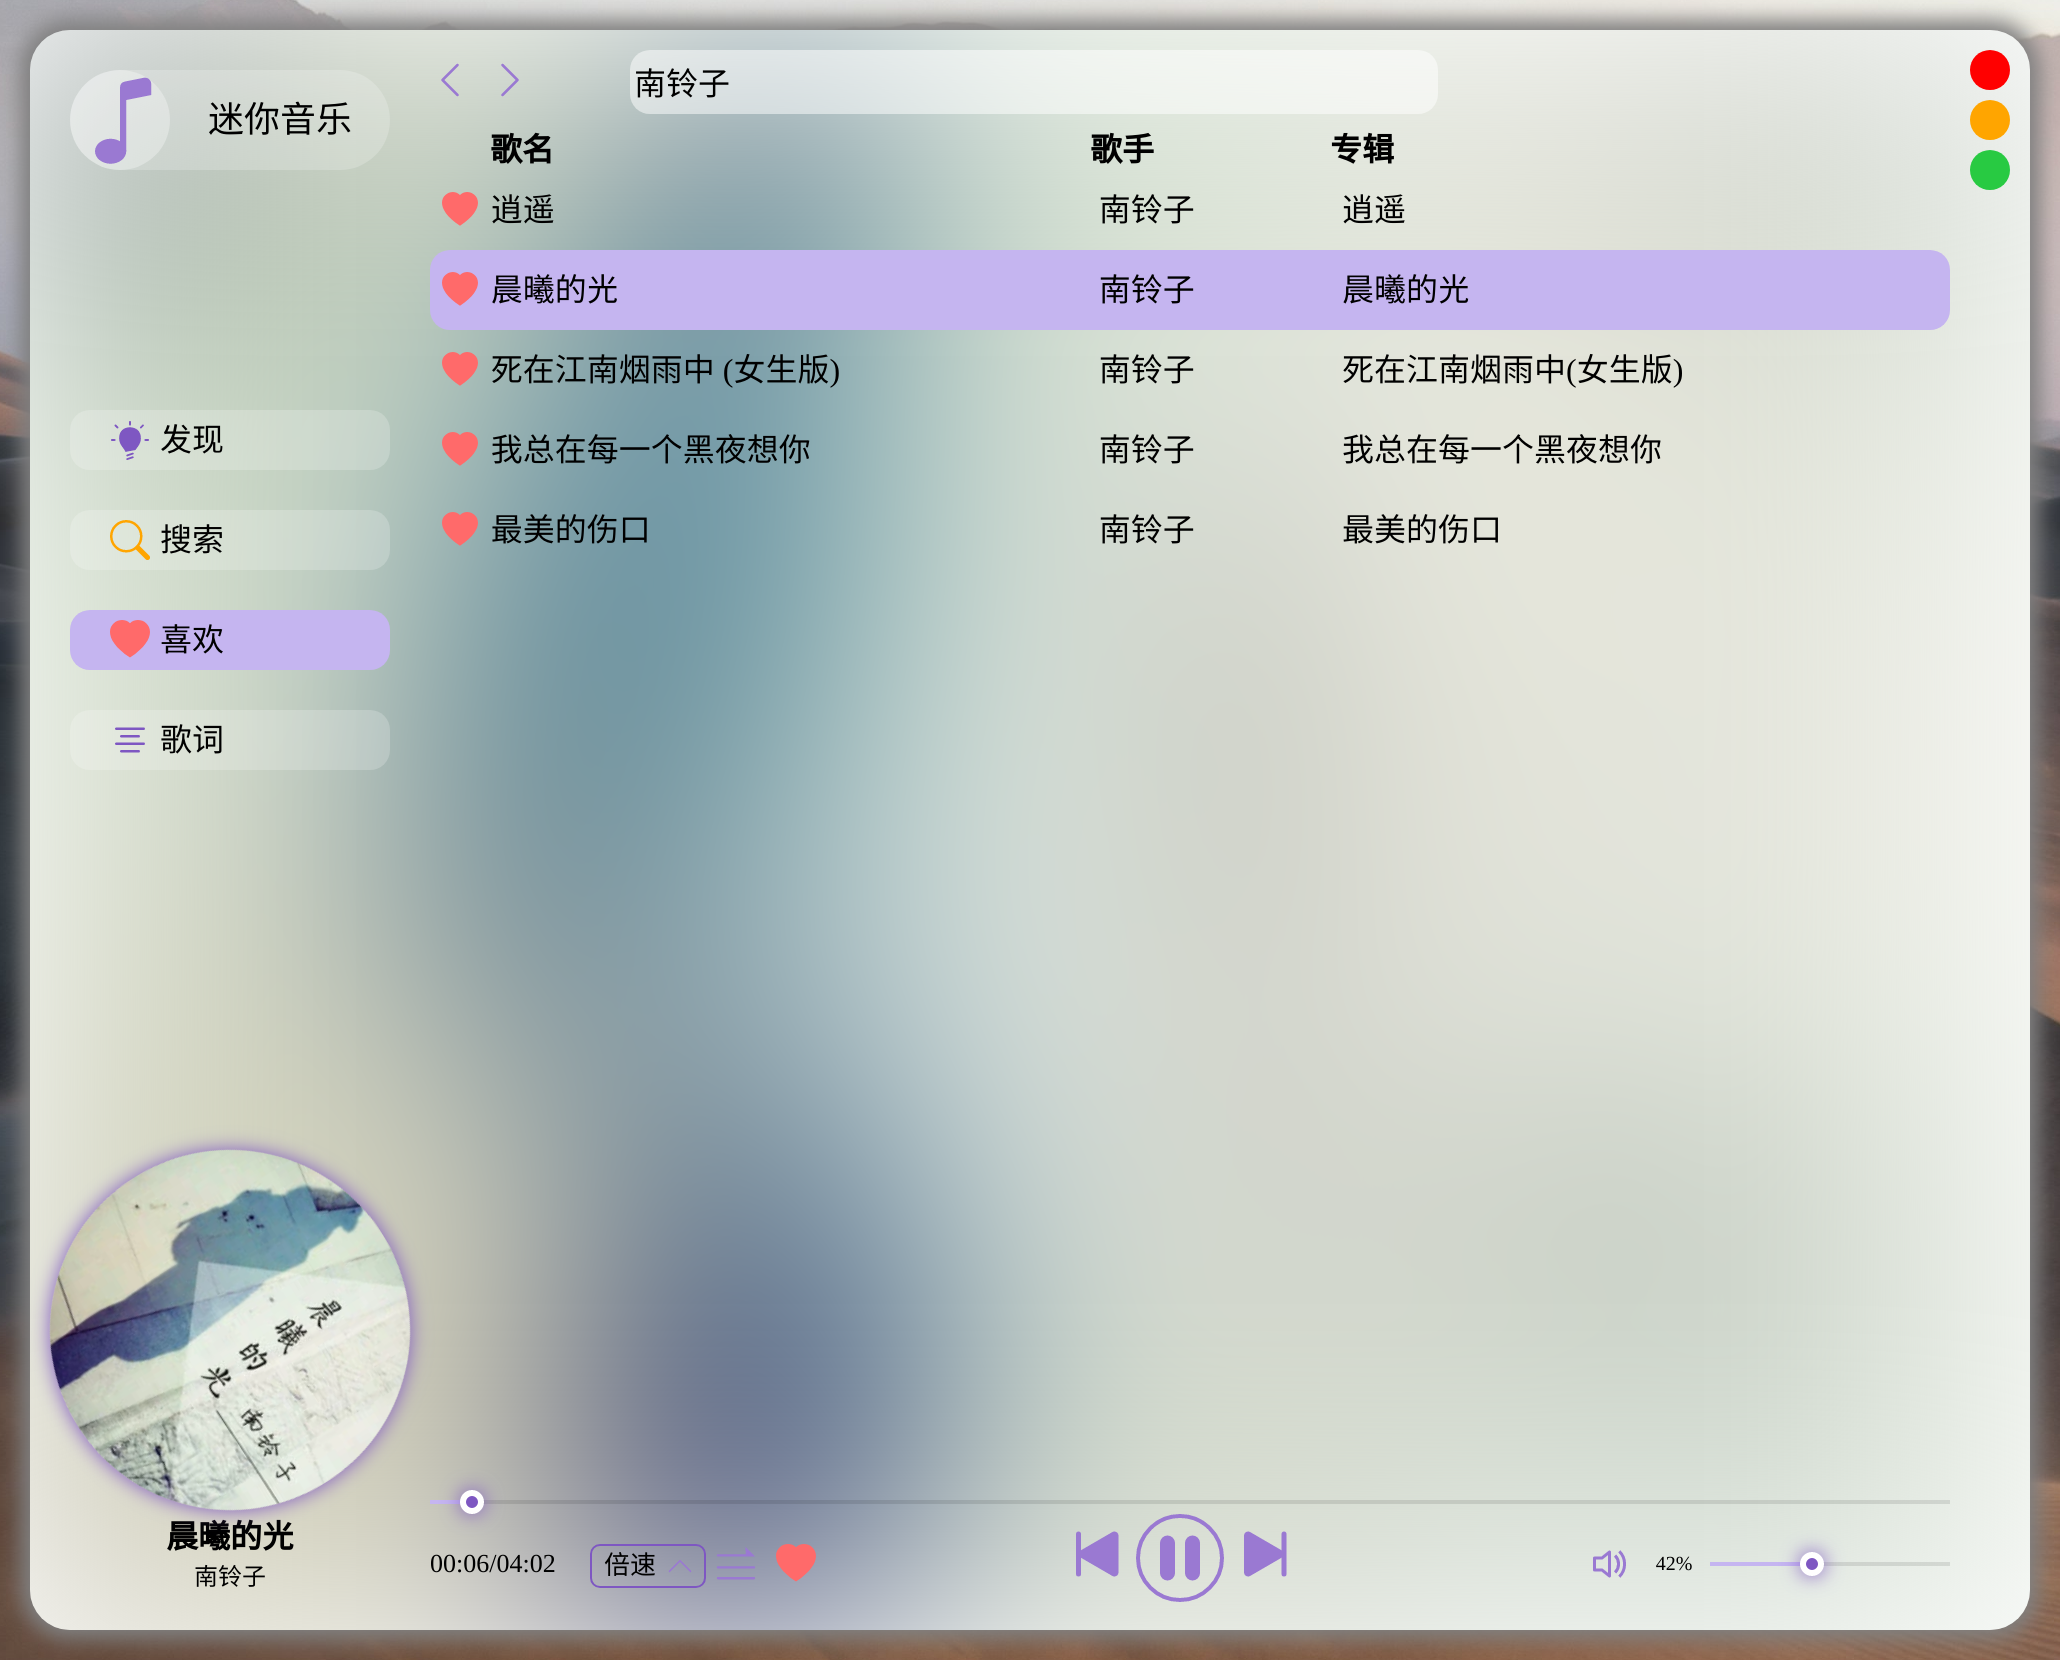 迷你音乐
南铃子
歌名 歌手 专辑
逍遥 南铃子 逍遥
晨曦的光 南铃子 晨曦的光
死在江南烟雨中 (女生版) 南铃子 死在江南烟雨中(女生版)
我总在每一个黑夜想你 南铃子 我总在每一个黑夜想你
最美的伤口 南铃子 最美的伤口
发现
搜索
喜欢
歌词
晨曦的光
南铃子
晨曦的光
南铃子
00:06/04:02 倍速 42%